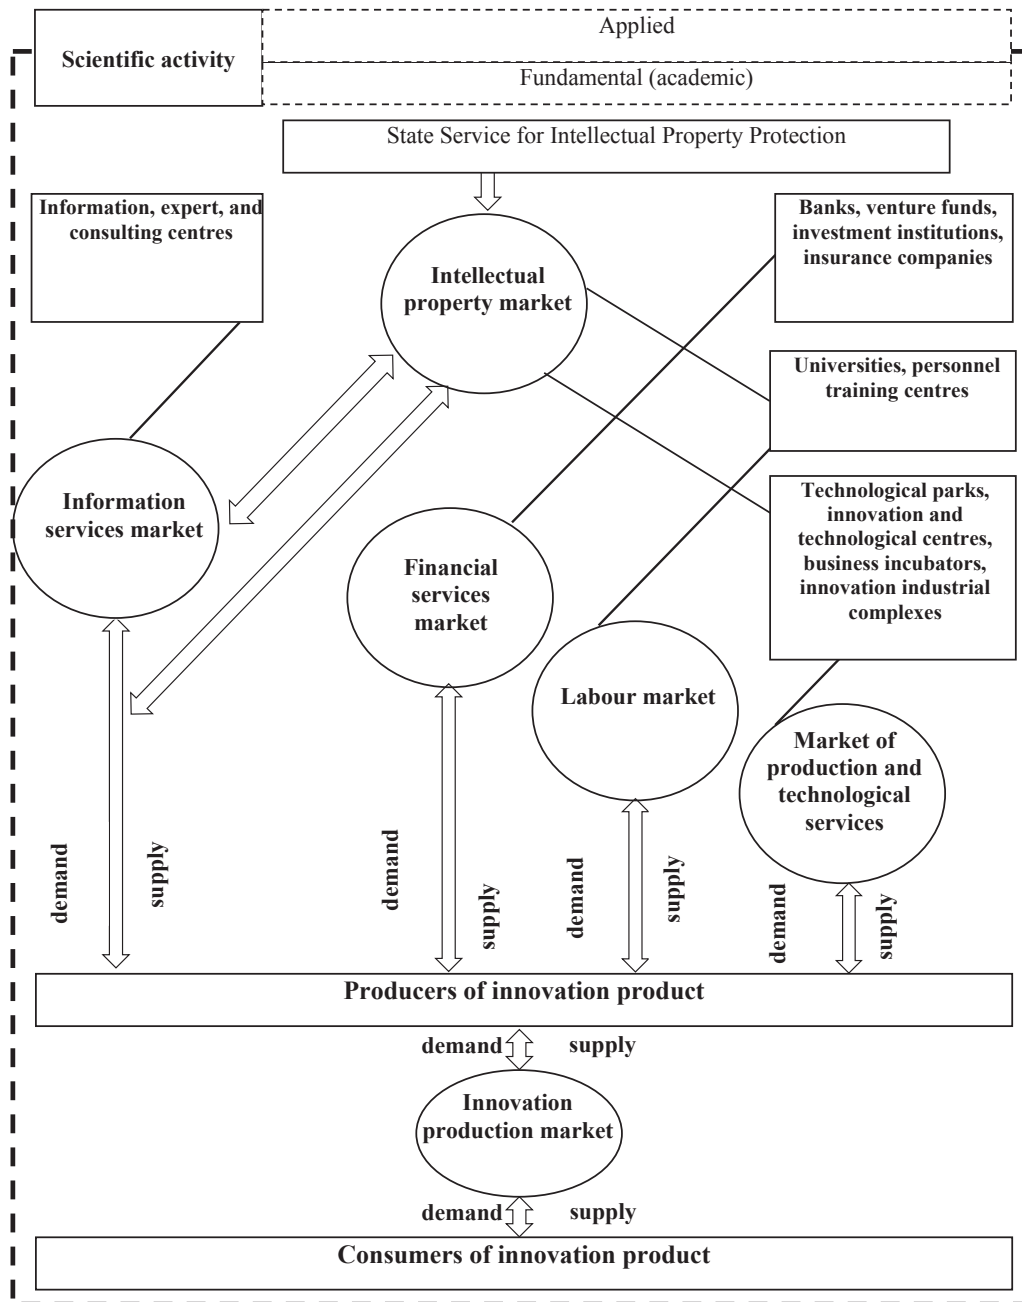 Applied
Scientific activity
Fundamental (academic)
State Service for Intellectual Property Protection
Information, expert, and
consulting centres
Banks, venture funds,
investment institutions,
insurance companies
Intellectual
property market
Universities, personnel
training centres
Information
services market
Technological parks,
innovation and
technological centres,
business incubators,
innovation industrial
complexes
Financial
services
market
Labour market
Market of
production and
technological
services
demand
supply
demand
supply
demand
supply
demand
supply
Producers of innovation product
demand supply
Innovation
production market
demand supply
Consumers of innovation product